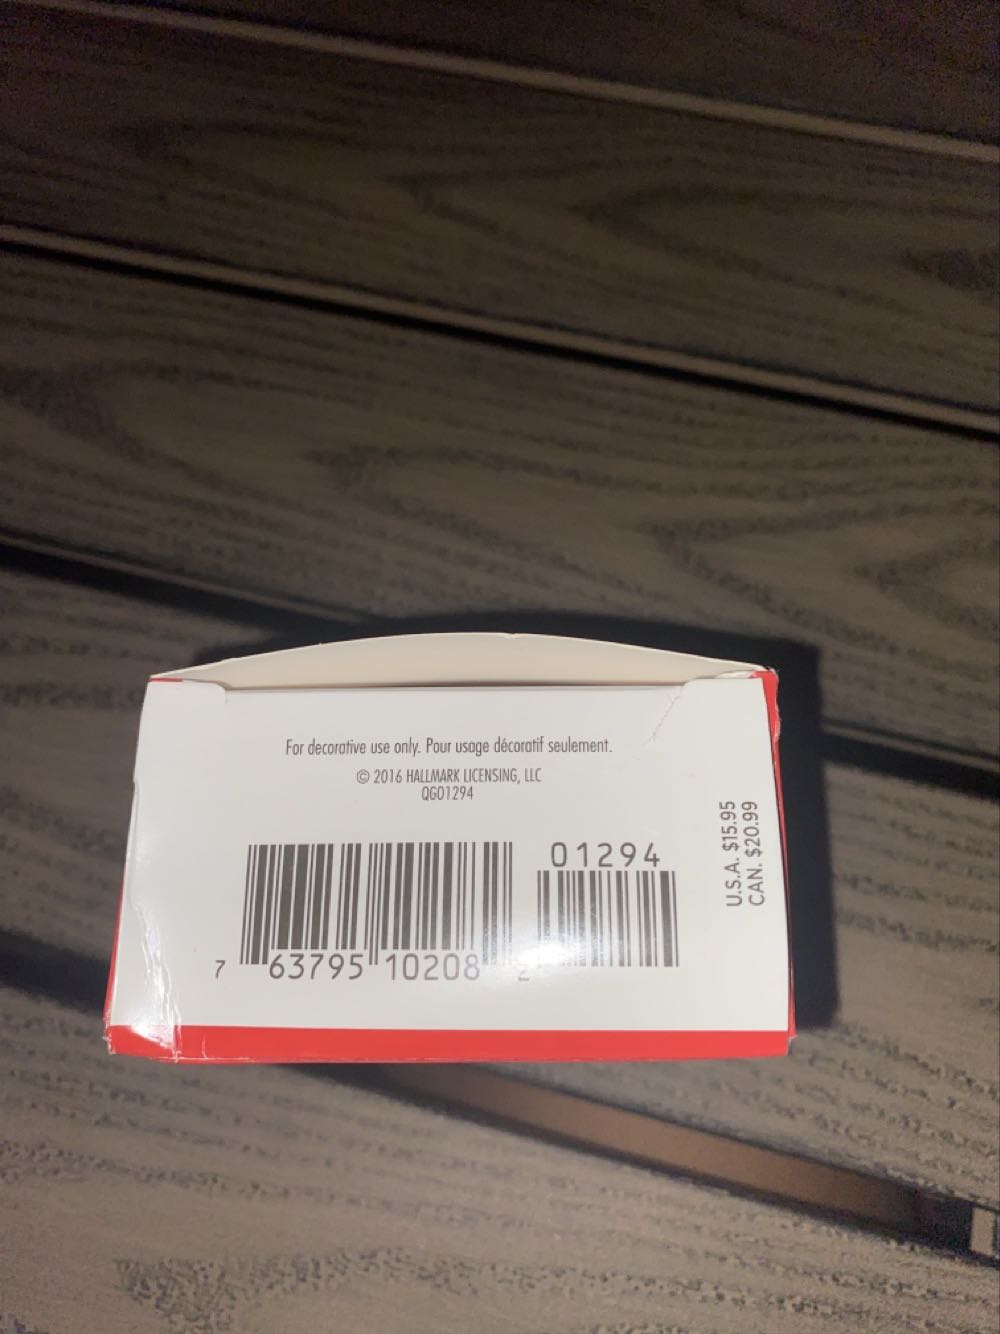 For decorative use only. Pour usage décoratif seulement.
© 2016 HALLMARK LICENSING, LLC
QGO1294
01294
7 63795 10208 2
U.S.A. $15.95
CAN. $20.99